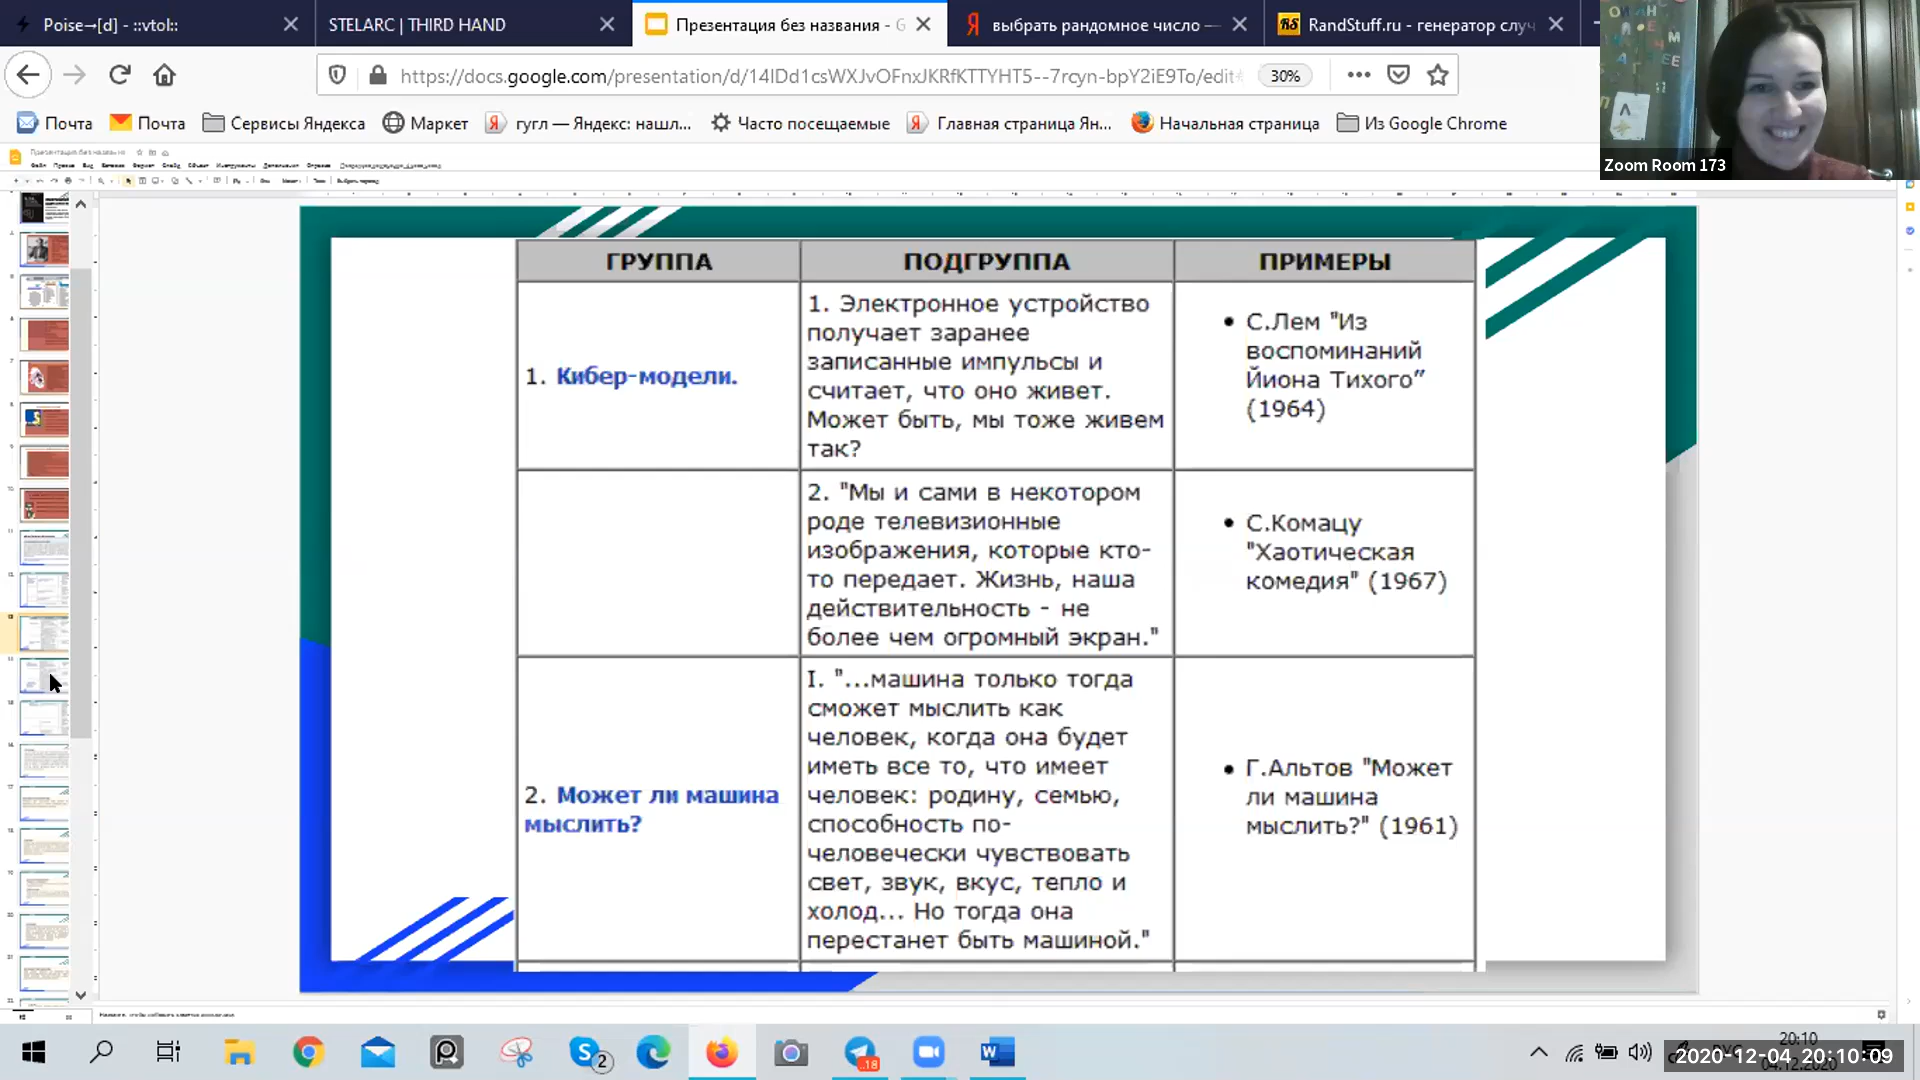 Poise→[d] - ::vtol::
STELARC | THIRD HAND
Презентация без названия - G
выбрать рандомное число —
RandStuff.ru - генератор случ
https://docs.google.com/presentation/d/14IDd1csWXJvOFnxJKRfKTTYHT5--7rcyn-bpY2iE9To/edit#
30%
Почта
Почта
Сервисы Яндекса
Маркет
гугл — Яндекс: нашл...
Часто посещаемые
Главная страница Ян...
Начальная страница
Из Google Chrome
Zoom Room 173
ГРУППА
ПОДГРУППА
ПРИМЕРЫ
1. Кибер-модели.
1. Электронное устройство
получает заранее
записанные импульсы и
считает, что оно живет.
Может быть, мы тоже живем
так?
С.Лем "Из
воспоминаний
Йиона Тихого”
(1964)
2. "Мы и сами в некотором
роде телевизионные
изображения, которые кто-
то передает. Жизнь, наша
действительность - не
более чем огромный экран."
С.Комацу
"Хаотическая
комедия" (1967)
2. Может ли машина
мыслить?
I. "...машина только тогда
сможет мыслить как
человек, когда она будет
иметь все то, что имеет
человек: родину, семью,
способность по-
человечески чувствовать
свет, звук, вкус, тепло и
холод... Но тогда она
перестанет быть машиной."
Г.Альтов "Может
ли машина
мыслить?" (1961)
20:10
2020-12-04 20:10:09